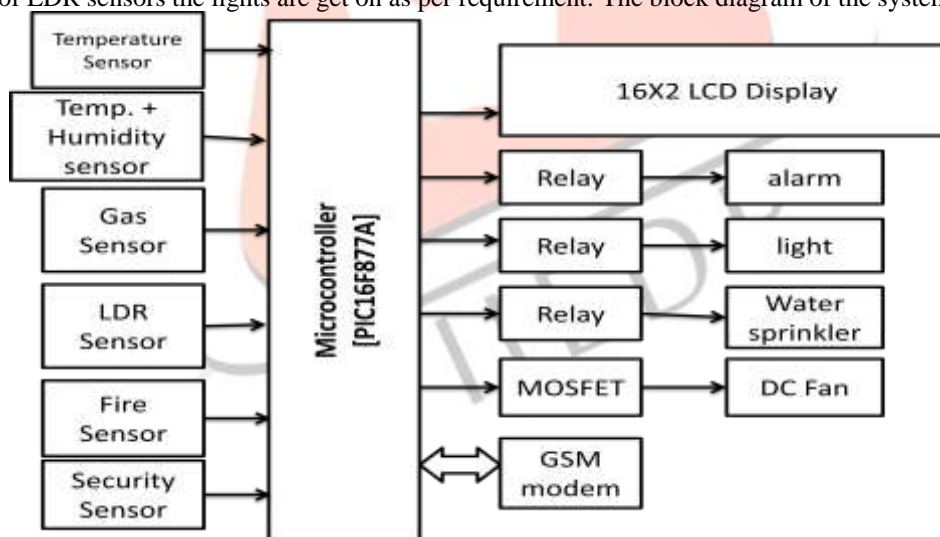 of LDR sensors the lights are get on as per requirement. The block diagram of the system
Temperature
Sensor
Temp. +
Humidity
sensor
Gas
Sensor
LDR
Sensor
Fire
Sensor
Security
Sensor
Microcontroller
[PIC16F877A]
16X2 LCD Display
Relay
alarm
Relay
light
Relay
Water
sprinkler
MOSFET
DC Fan
GSM
modem